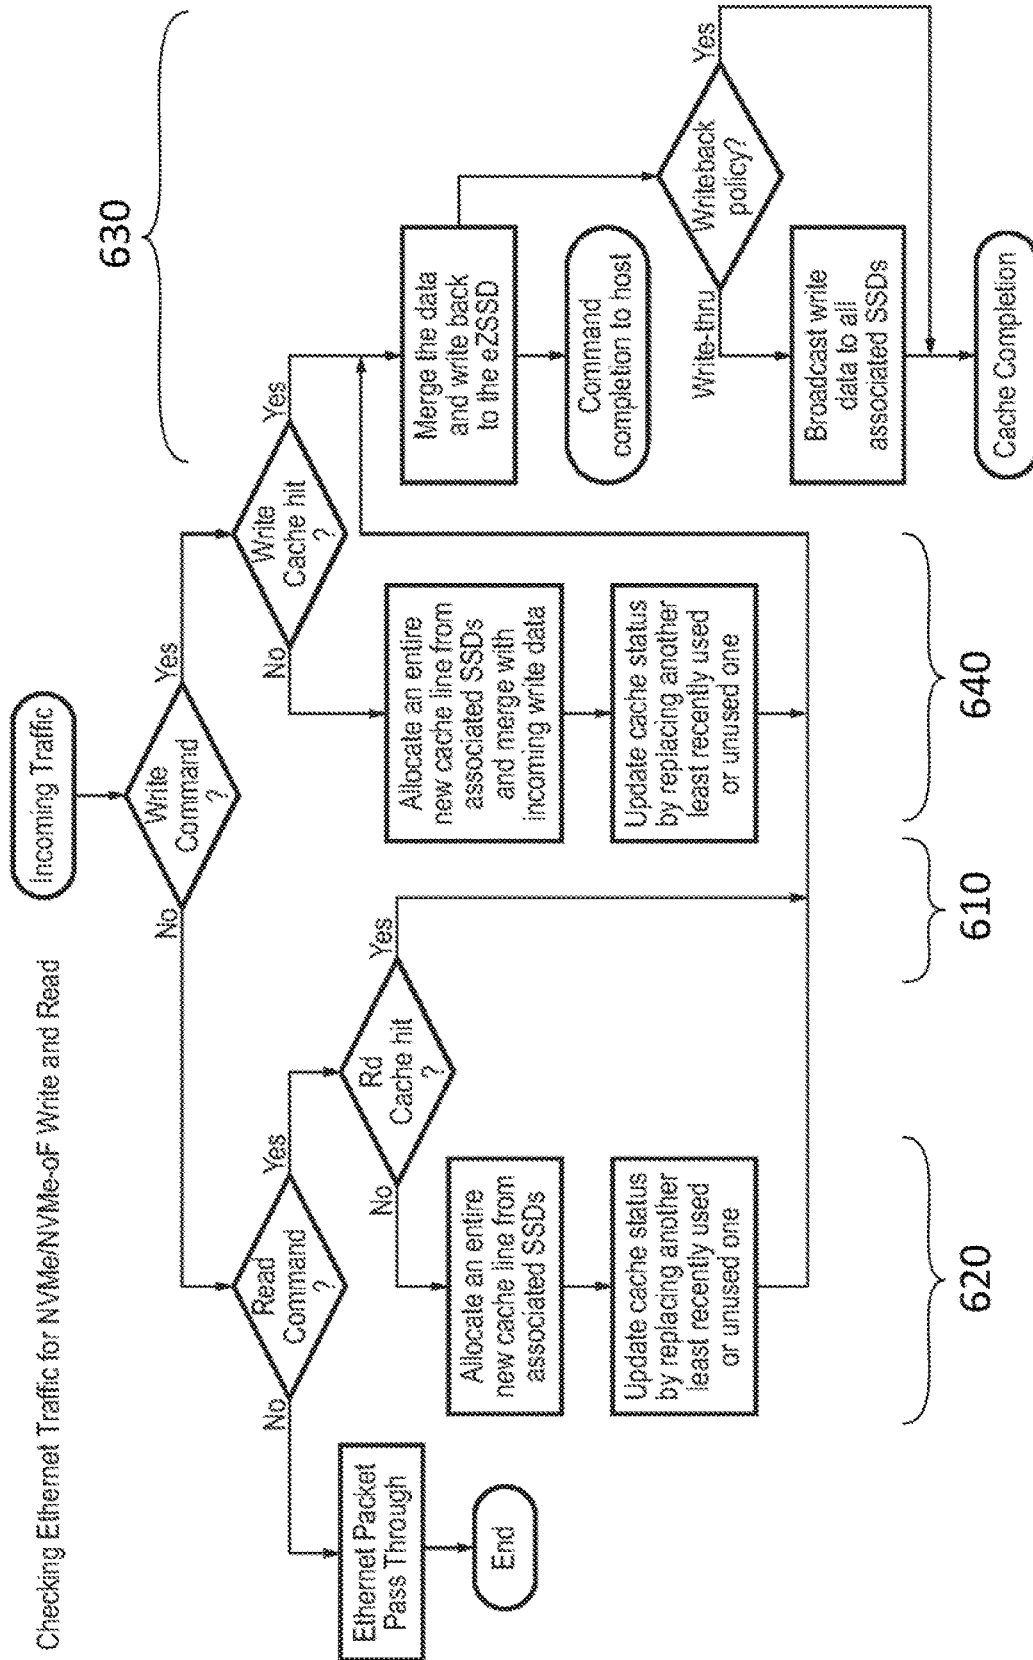 Checking Ethernet Traffic for NVMe/NVMe-oF Write and Read
Incoming Traffic
Write
Command
?
No
Yes
Read
Command
?
No
Yes
Ethernet Packet
Pass Through
End
Rd
Cache hit
?
No
Yes
Allocate an entire
new cache line from
associated SSDs
Update cache status
by replacing another
least recently used
or unused one
620
610
Write
Cache hit
?
No
Yes
Allocate an entire
new cache line from
associated SSDs
and merge with
incoming write data
Update cache status
by replacing another
least recently used
or unused one
640
630
Merge the data
and write back
to the eZSSD
Command
completion to host
Writeback
policy?
Write-thru
Yes
Broadcast write
data to all
associated SSDs
Cache Completion